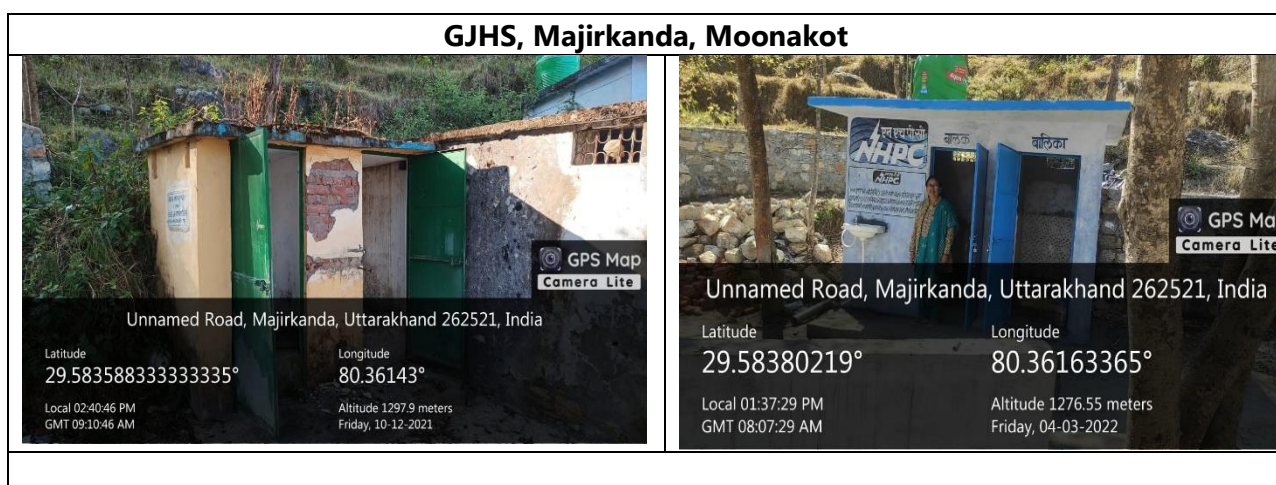 GJHS, Majirkanda, Moonakot
GPS Map
Camera Lite
Unnamed Road, Majirkanda, Uttarakhand 262521, India
Latitude
29.583588333333335°
Longitude
80.36143°
Local 02:40:46 PM
GMT 09:10:46 AM
Altitude 1297.9 meters
Friday, 10-12-2021
एन एच पी सी
NHPC
बालक
बालिका
GPS Ma
Camera Lite
Unnamed Road, Majirkanda, Uttarakhand 262521, India
Latitude
29.58380219°
Longitude
80.36163365°
Local 01:37:29 PM
GMT 08:07:29 AM
Altitude 1276.55 meters
Friday, 04-03-2022